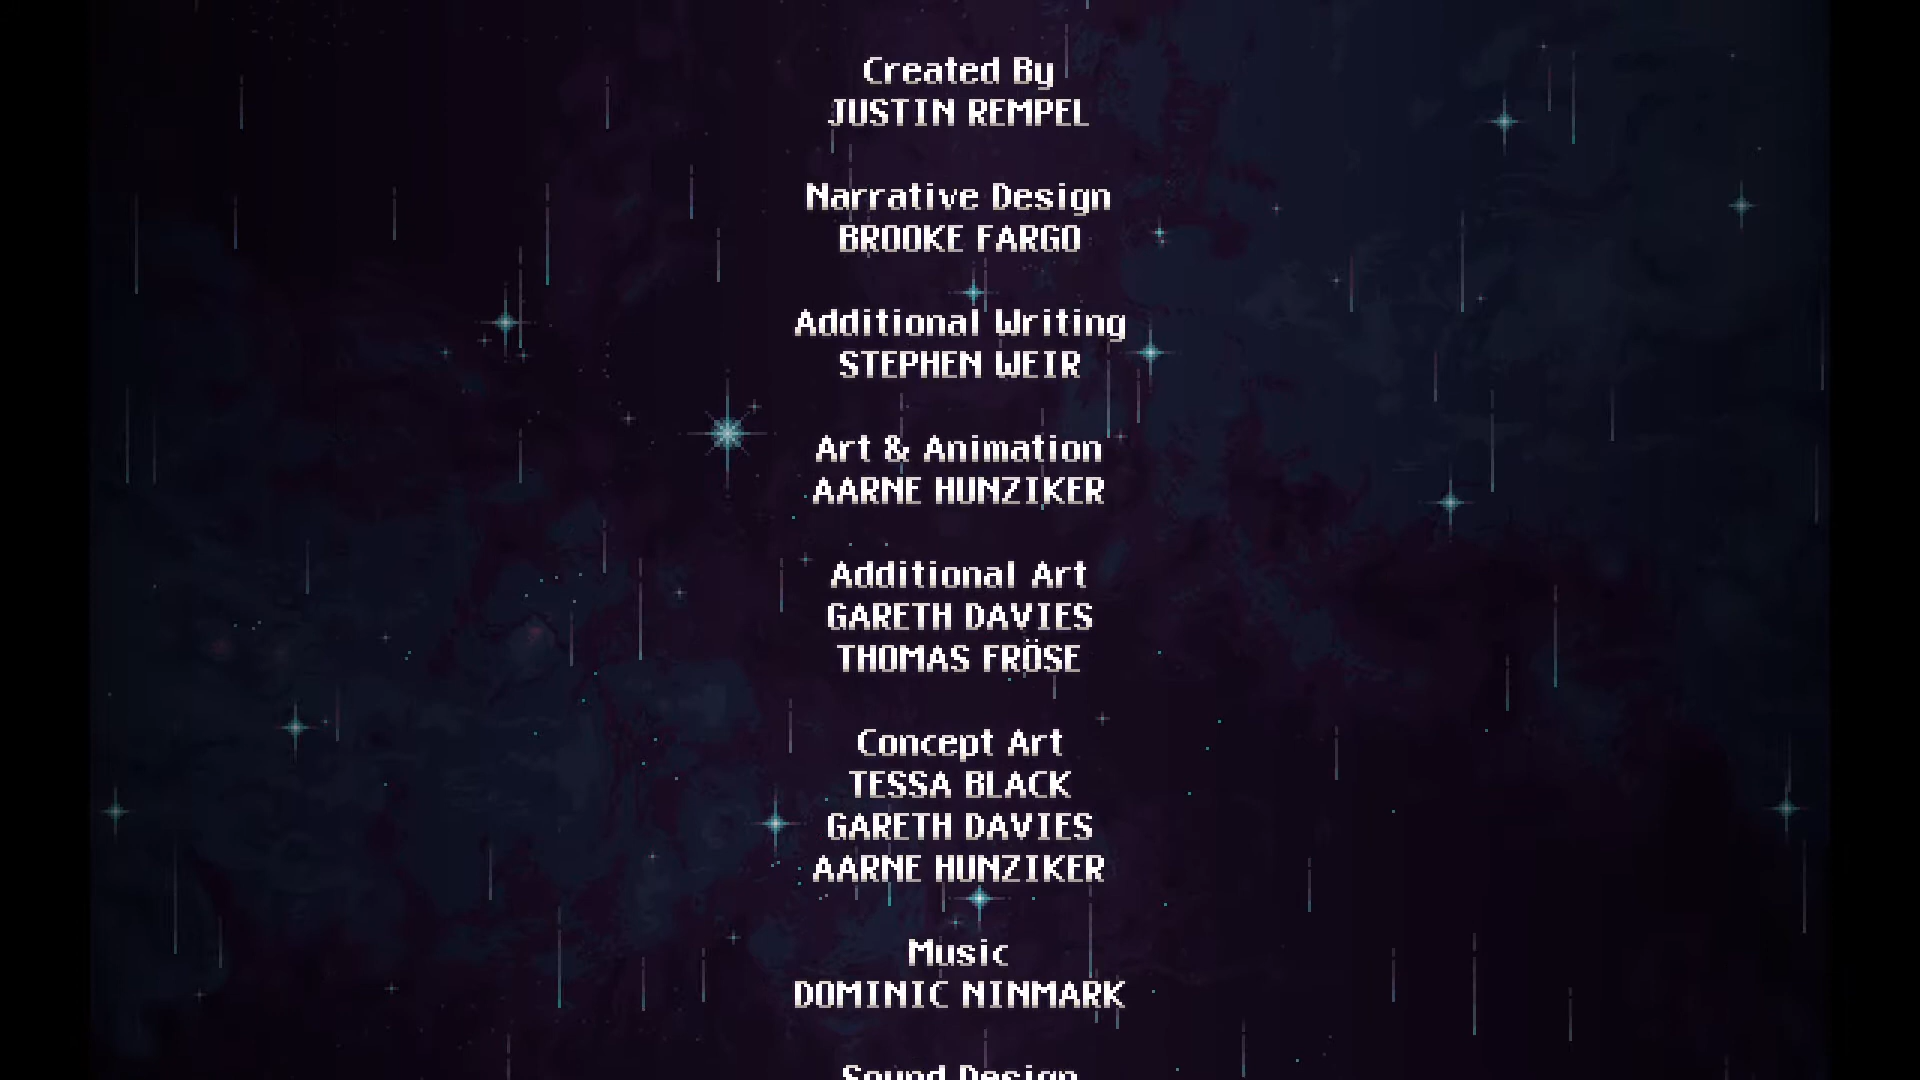 Created By
JUSTIN REMPEL
Narrative Design
BROOKE FARGO
Additional Writing
STEPHEN WEIR
Art & Animation
AARNE HUNZIKER
Additional Art
GARETH DAVIES
THOMAS FRÖSE
Concept Art
TESSA BLACK
GARETH DAVIES
AARNE HUNZIKER
Music
DOMINIC NINMARK
Sound Design